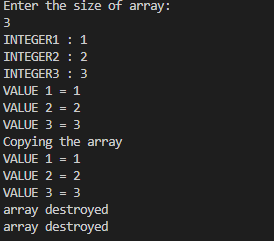 Enter the size of array:
3
INTEGER1 : 1
INTEGER2 : 2
INTEGER3 : 3
VALUE 1 = 1
VALUE 2 = 2
VALUE 3 = 3
Copying the array
VALUE 1 = 1
VALUE 2 = 2
VALUE 3 = 3
array destroyed
array destroyed